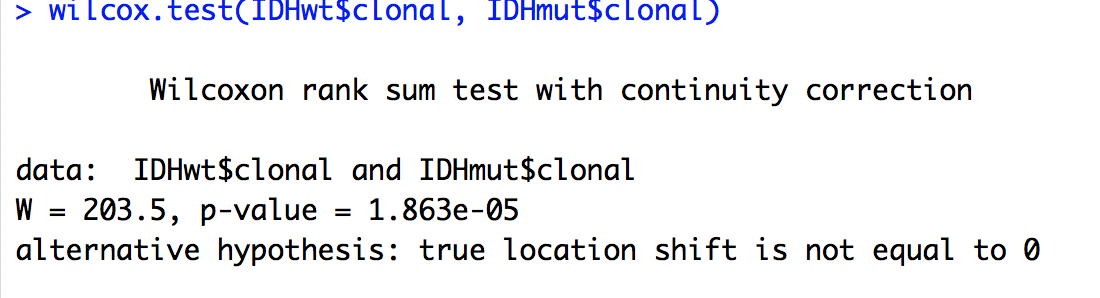 > wilcox.test(IDHwt$clonal, IDHmut$clonal)
Wilcoxon rank sum test with continuity correction
data:  IDHwt$clonal and IDHmut$clonal
W = 203.5, p-value = 1.863e-05
alternative hypothesis: true location shift is not equal to 0